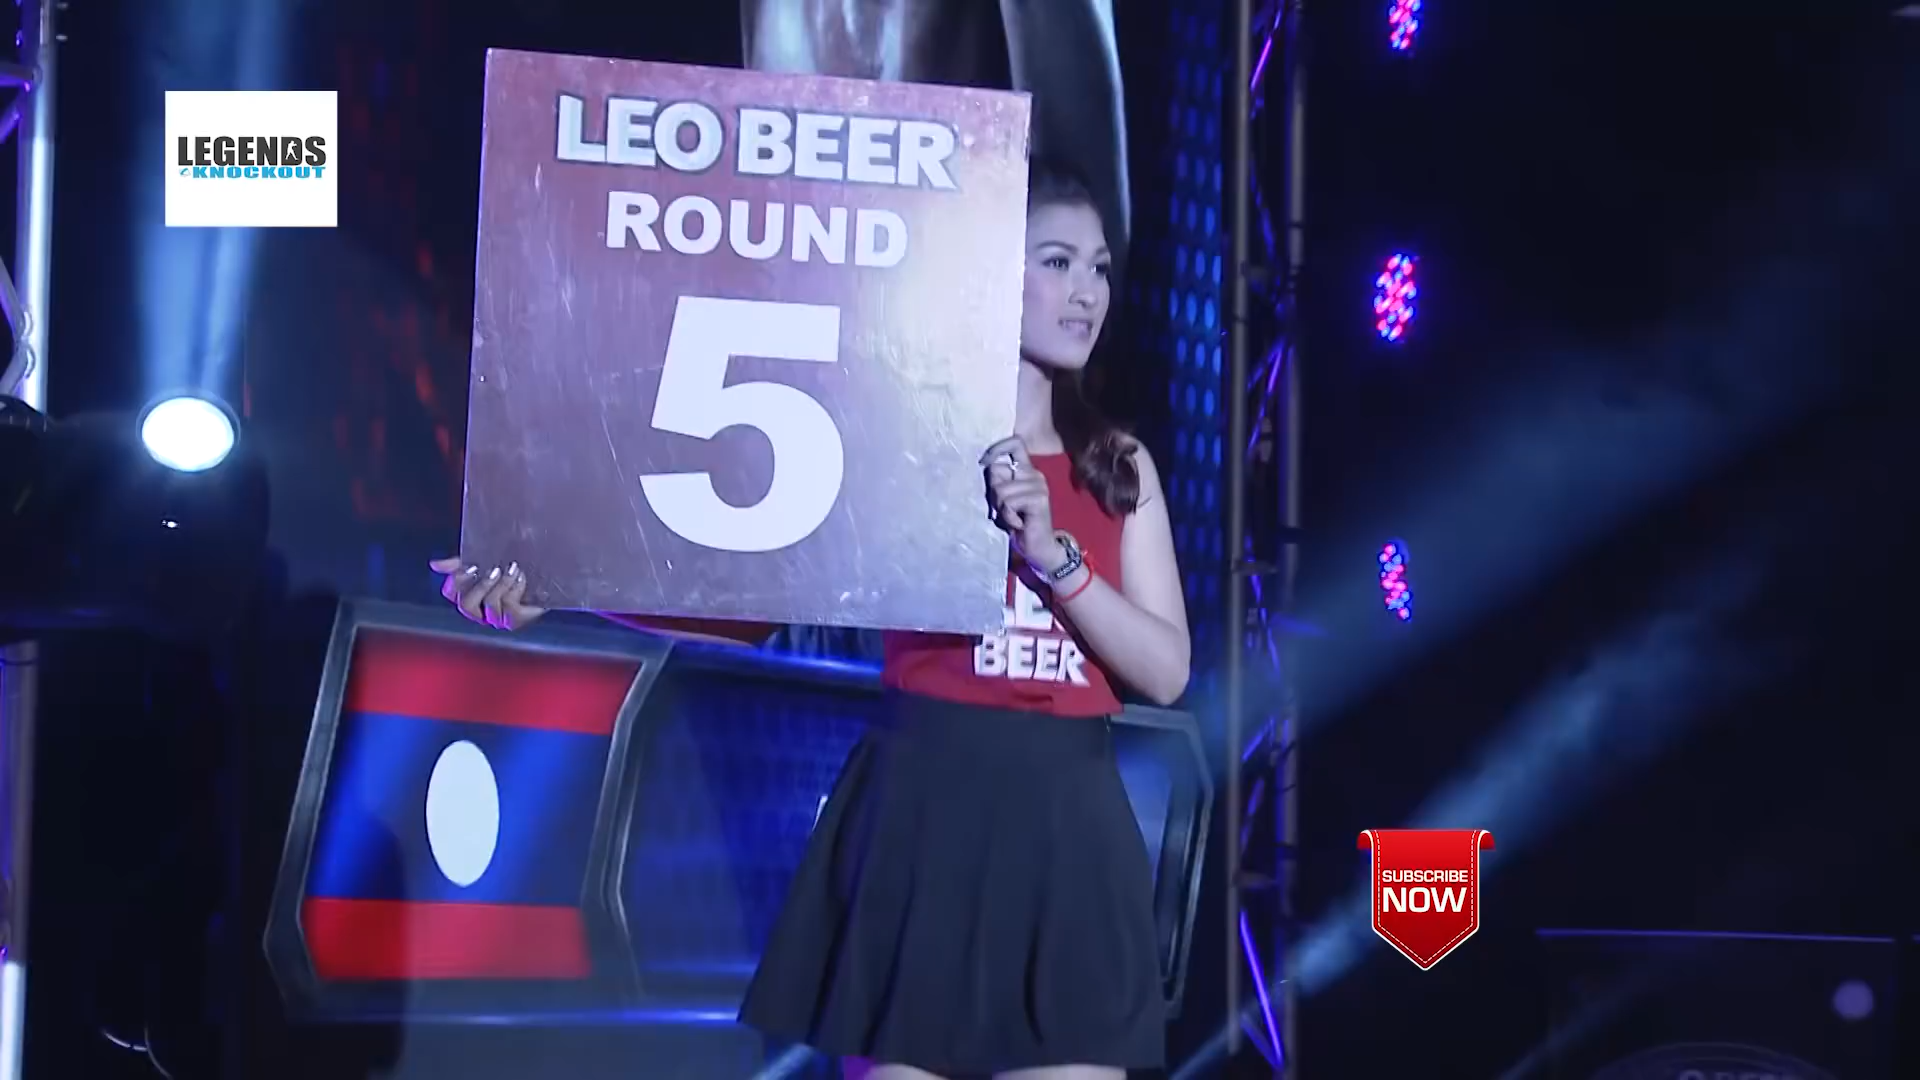 LEGENDS
KNOCKOUT
LEO BEER
ROUND
5
BEER
SUBSCRIBE
NOW